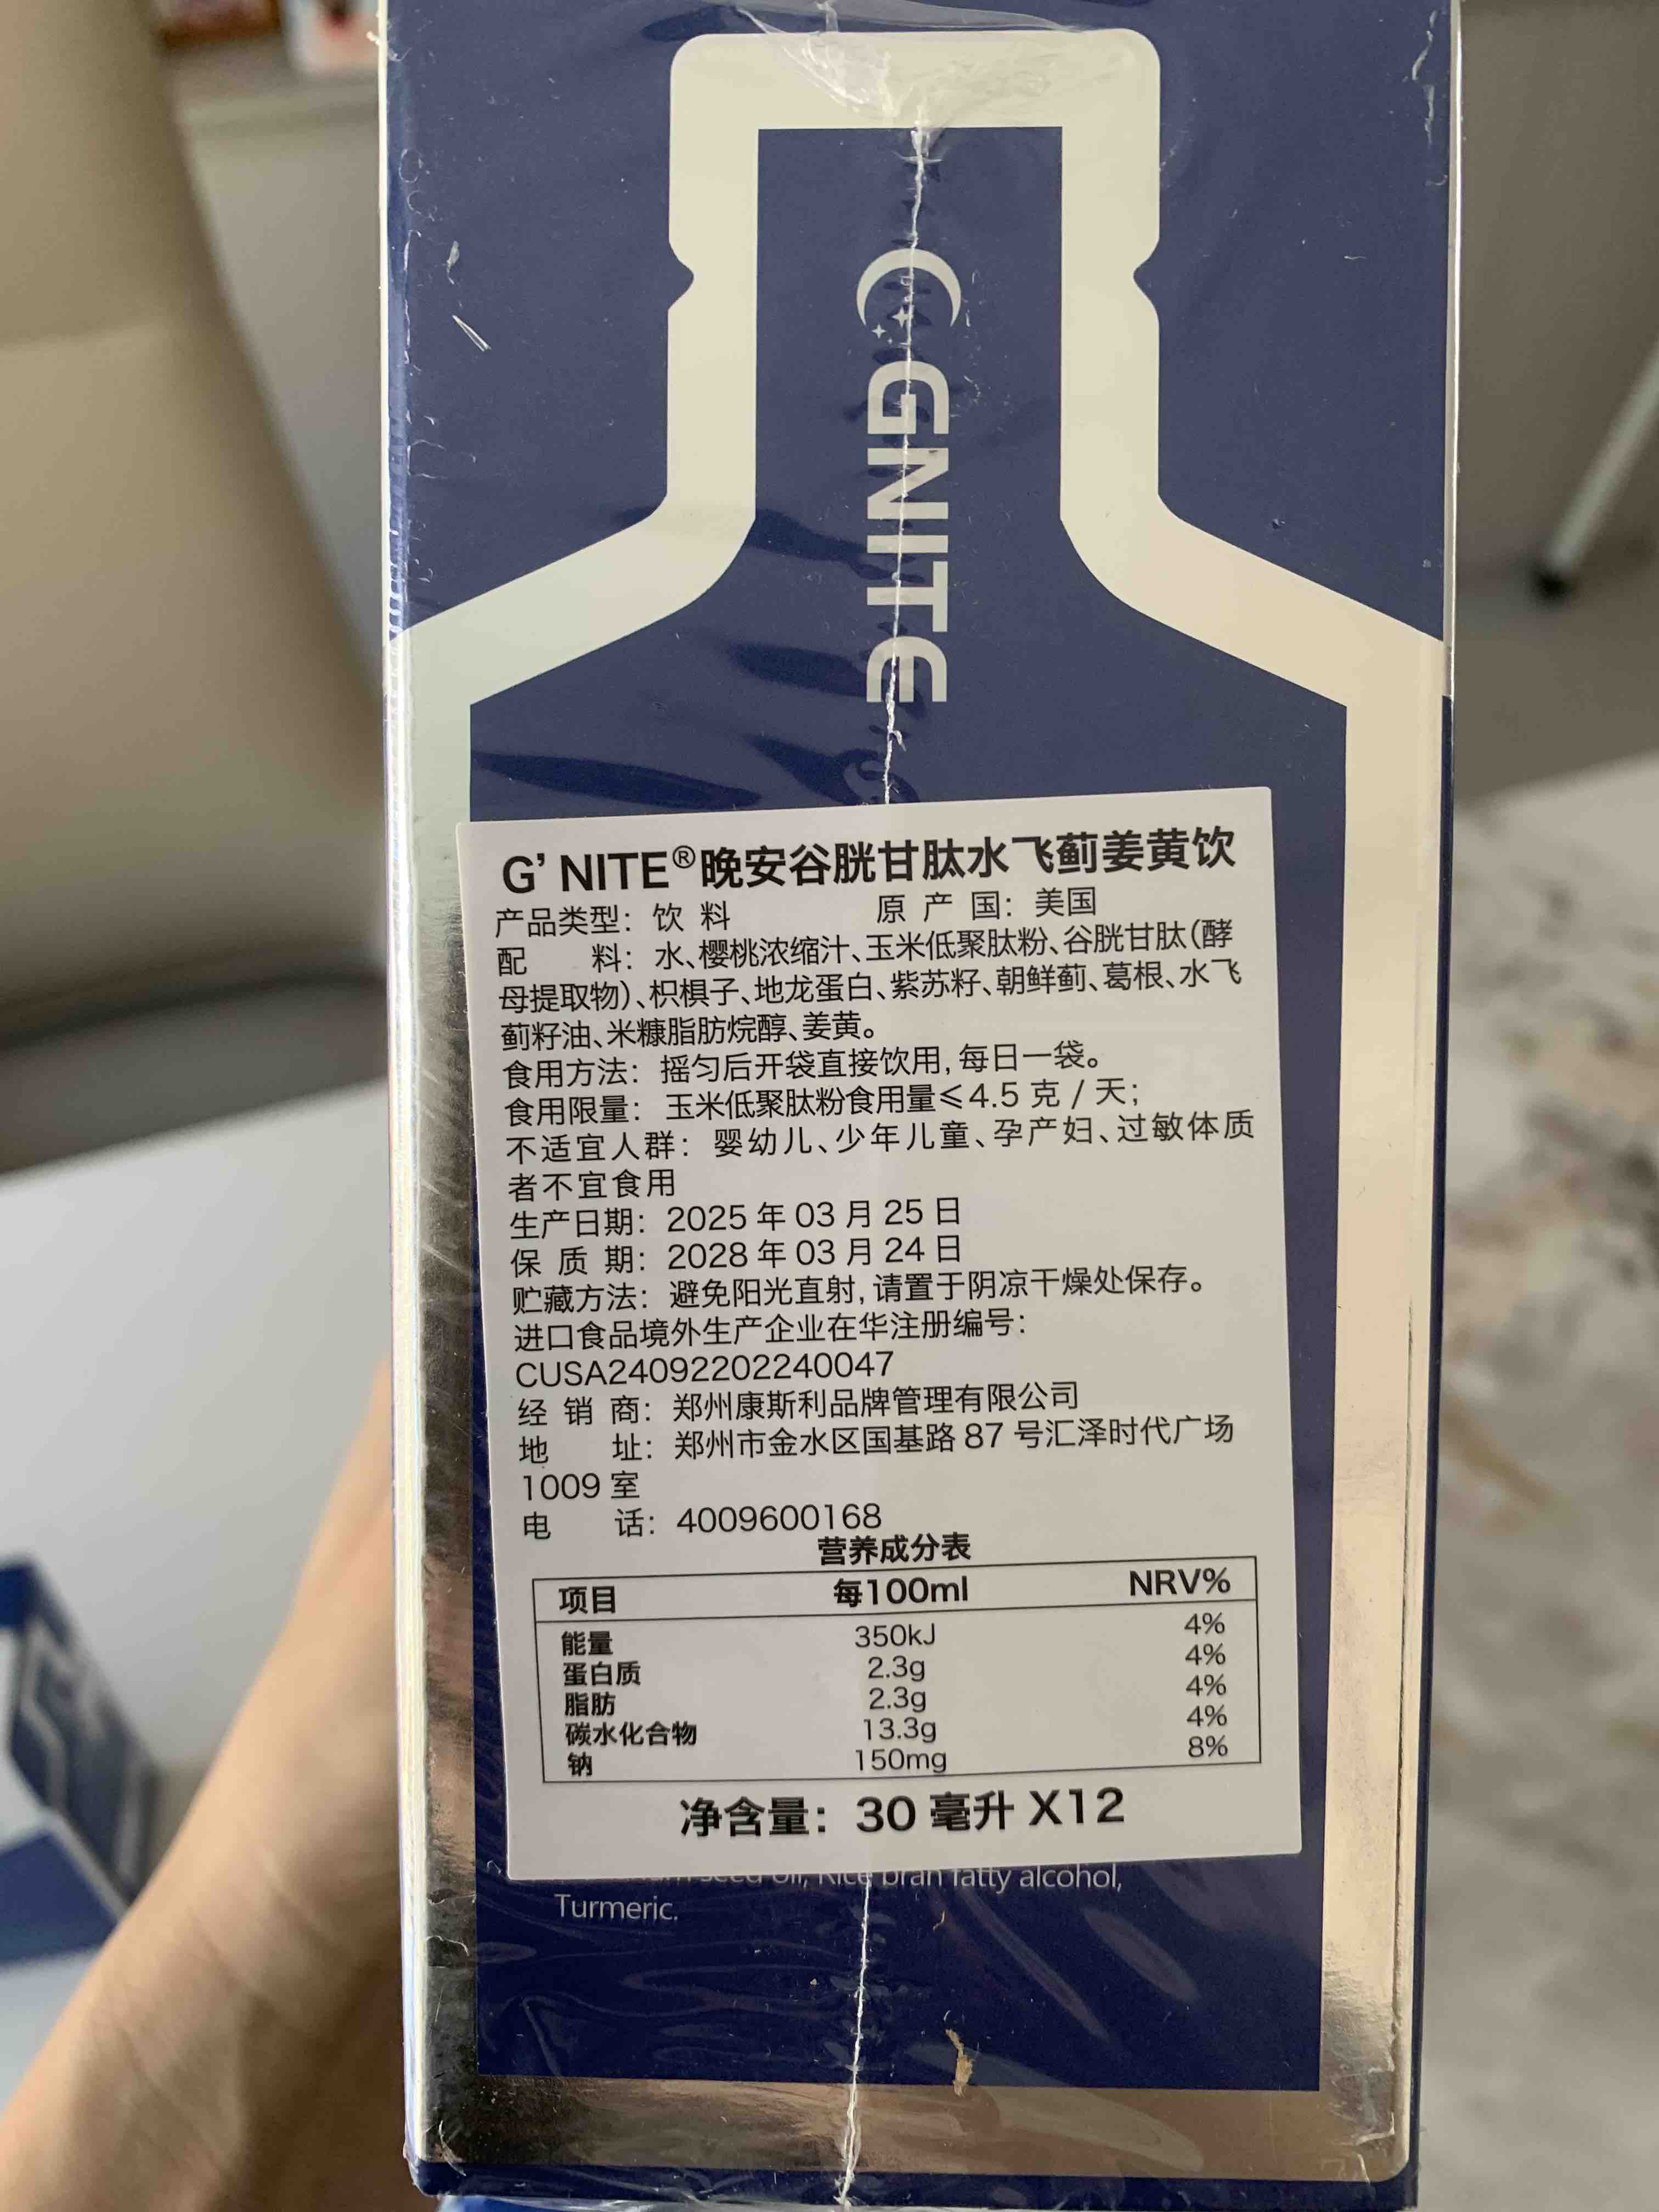 GNITE
G' NITE®晚安谷胱甘肽水飞蓟姜黄饮
产品类型：饮 料 原 产 国：美国
配 料：水、樱桃浓缩汁、玉米低聚肽粉、谷胱甘肽（酵
母提取物）、枳椇子、地龙蛋白、紫苏籽、朝鲜蓟、葛根、水飞
蓟籽油、米糠脂肪烷醇、姜黄。
食用方法：摇匀后开袋直接饮用，每日一袋。
食用限量：玉米低聚肽粉食用量≤4.5 克 / 天；
不适宜人群：婴幼儿、少年儿童、孕产妇、过敏体质
者不宜食用
生产日期：2025 年 03 月 25 日
保 质 期：2028 年 03 月 24 日
贮藏方法：避免阳光直射，请置于阴凉干燥处保存。
进口食品境外生产企业在华注册编号：
CUSA24092202240047
经 销 商：郑州康斯利品牌管理有限公司
地 址：郑州市金水区国基路 87 号汇泽时代广场
1009 室
电 话：4009600168
营养成分表
项目 每100ml NRV%
能量 350kJ 4%
蛋白质 2.3g 4%
脂肪 2.3g 4%
碳水化合物 13.3g 4%
钠 150mg 8%
净含量：30 毫升 X12
seed oil, Rice bran fatty alcohol,
Turmeric.